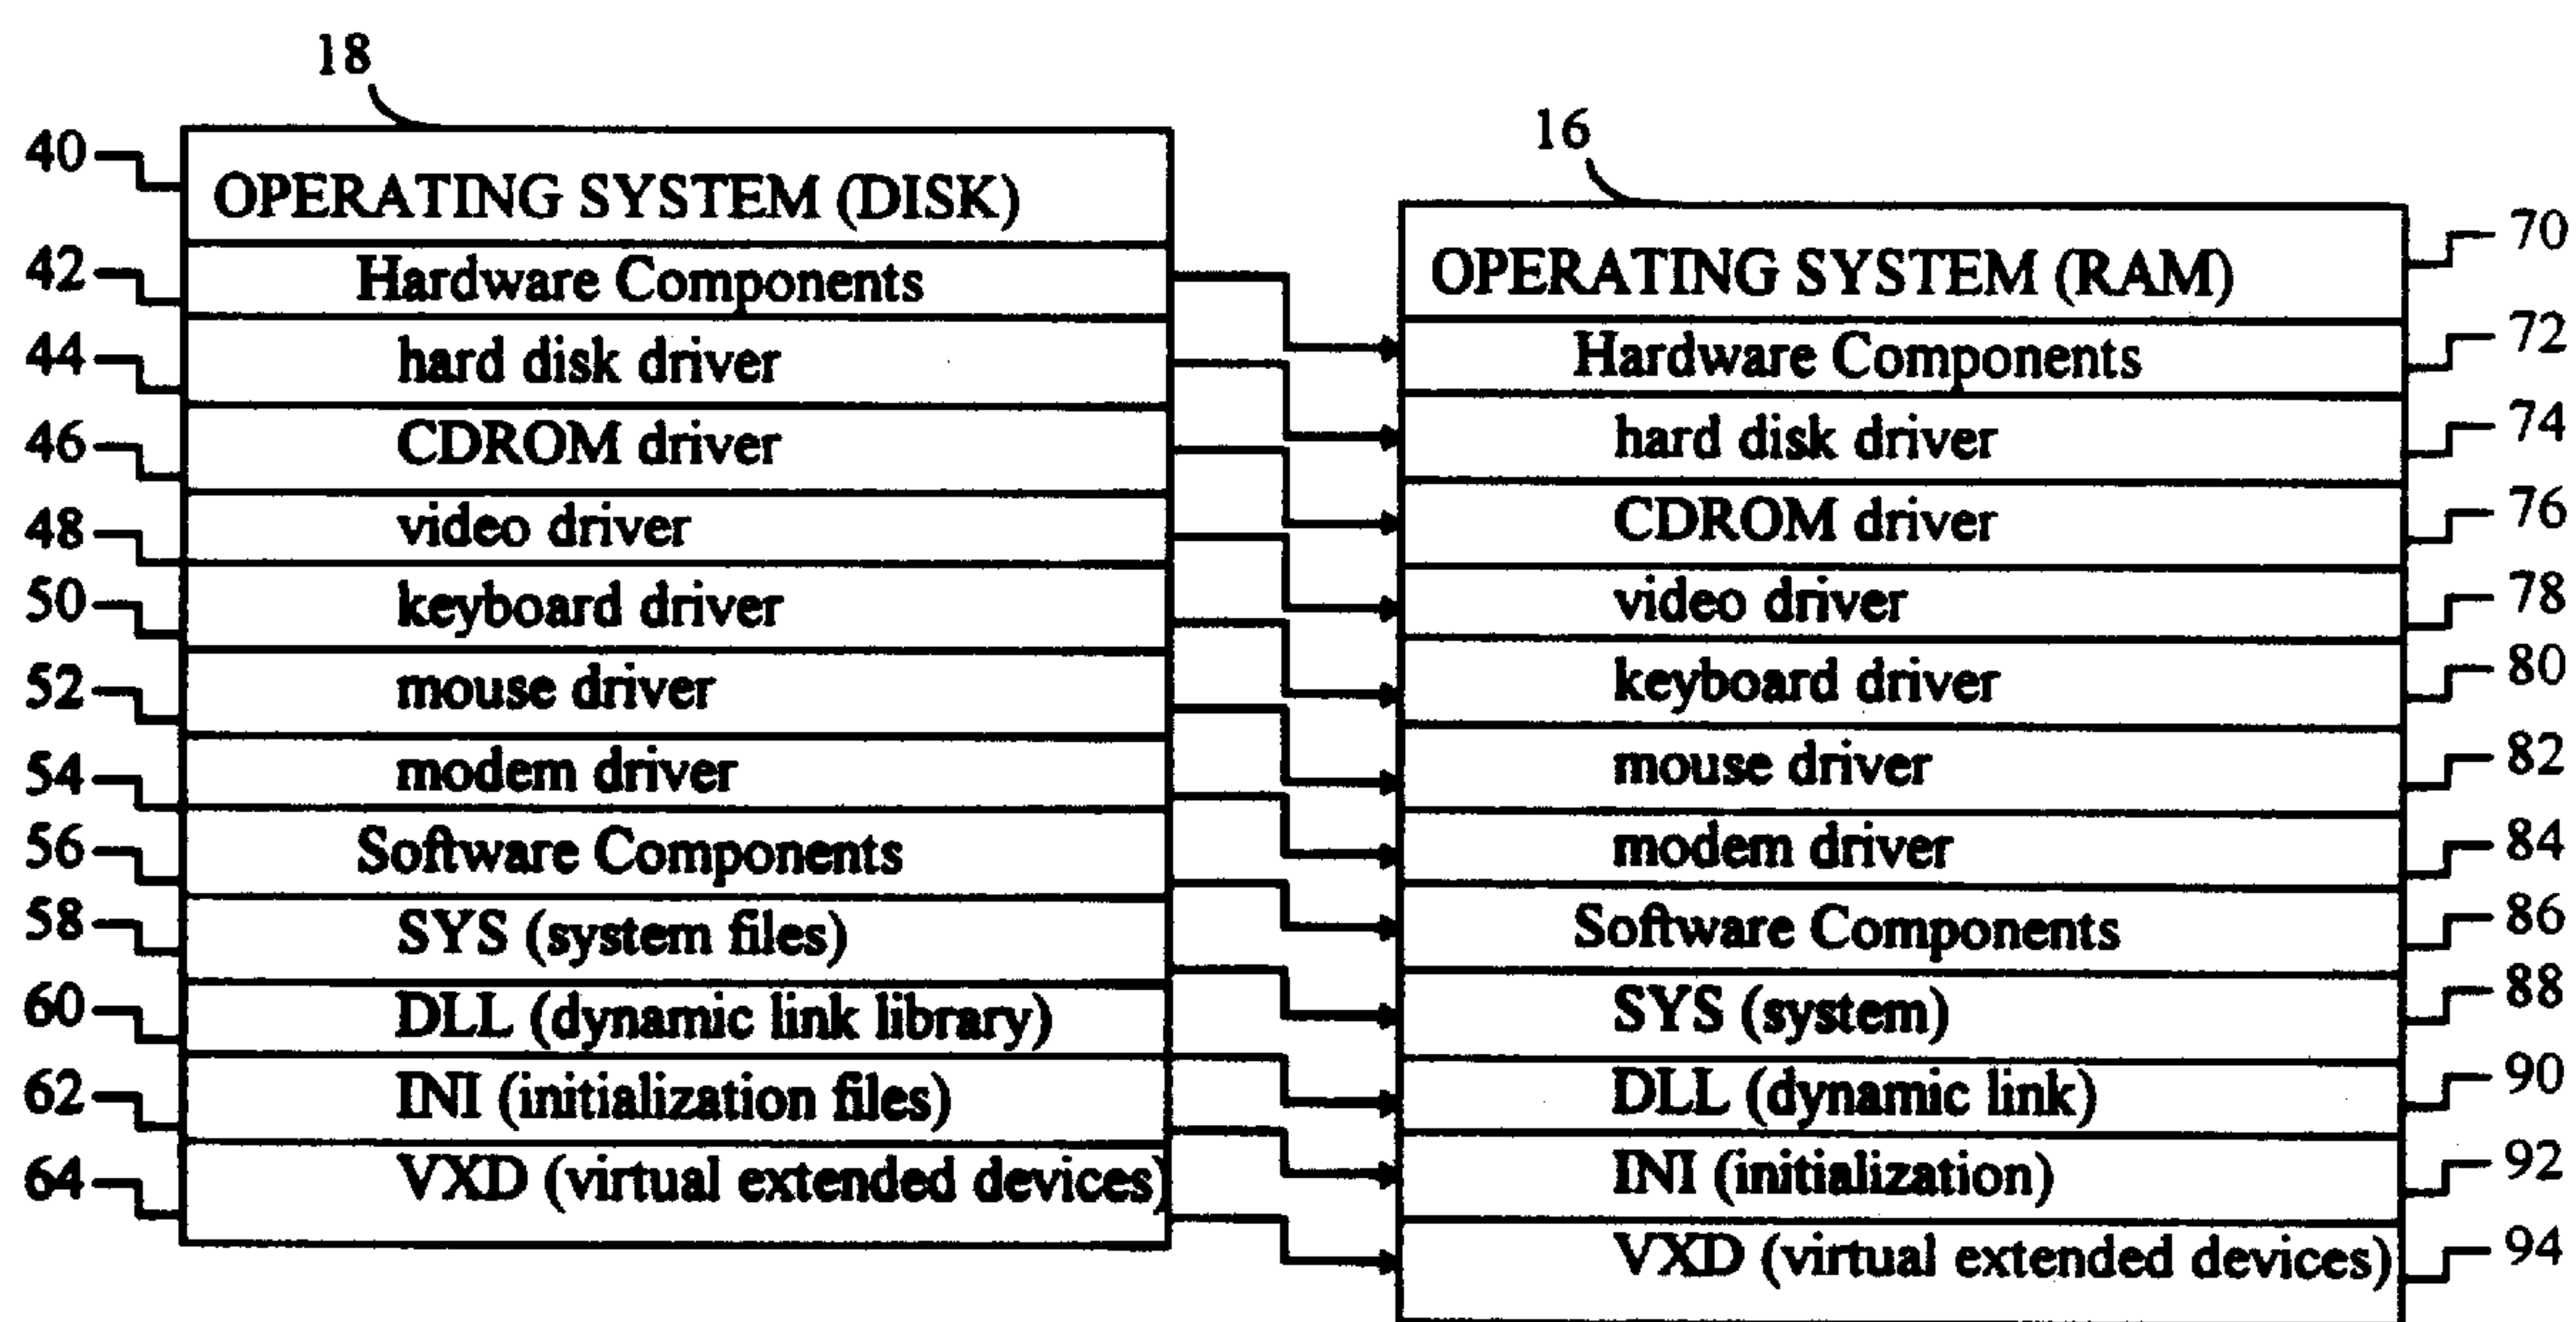 18
40 OPERATING SYSTEM (DISK)
42 Hardware Components
44 hard disk driver
46 CDROM driver
48 video driver
50 keyboard driver
52 mouse driver
54 modem driver
56 Software Components
58 SYS (system files)
60 DLL (dynamic link library)
62 INI (initialization files)
64 VXD (virtual extended devices)
16
OPERATING SYSTEM (RAM) 70
Hardware Components 72
hard disk driver 74
CDROM driver 76
video driver 78
keyboard driver 80
mouse driver 82
modem driver 84
Software Components 86
SYS (system) 88
DLL (dynamic link) 90
INI (initialization) 92
VXD (virtual extended devices) 94